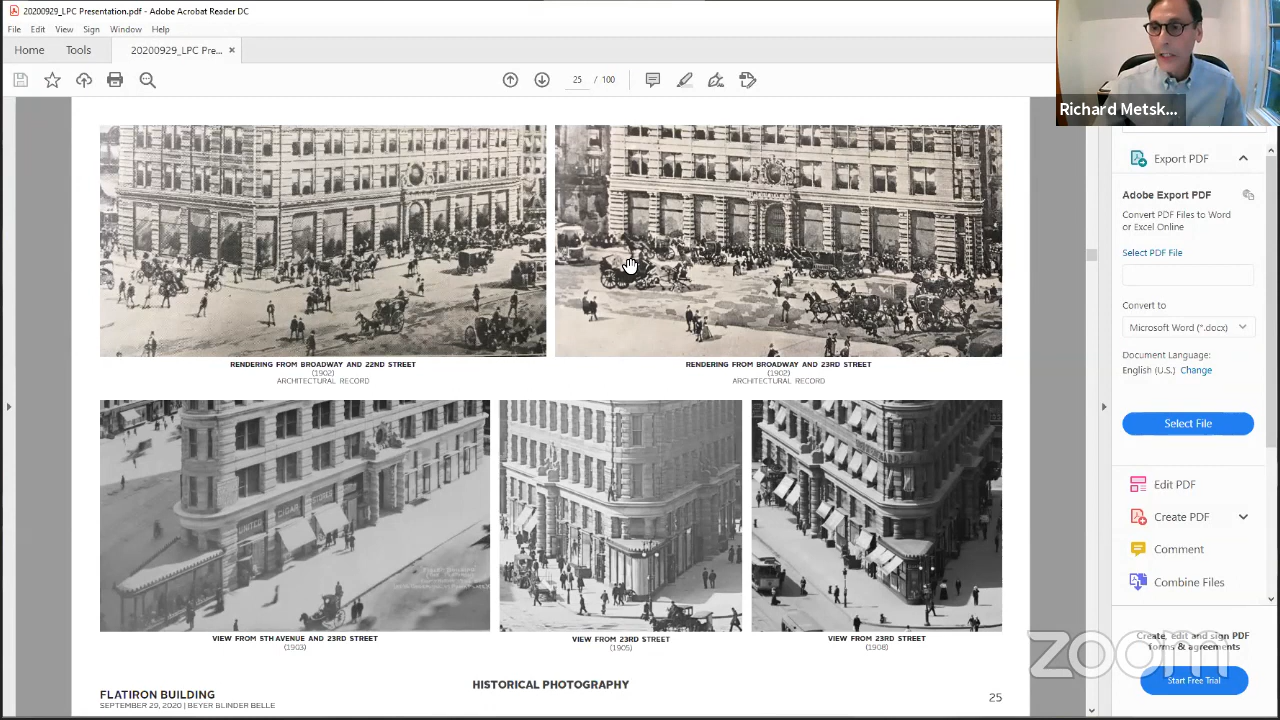 20200929_LPC Presentation.pdf - Adobe Acrobat Reader DC
File Edit View Sign Window Help
Home Tools 20200929_LPC Pre... ×
25 / 100
Richard Metsk...
Export PDF
Adobe Export PDF
Convert PDF Files to Word
or Excel Online
Select PDF File
Convert to
Microsoft Word (*.docx)
Document Language:
English (U.S.) Change
Select File
Edit PDF
Create PDF
Comment
Combine Files
Create, edit and sign PDF
forms & agreements
Start Free Trial
zoom
RENDERING FROM BROADWAY AND 22ND STREET
(1902)
ARCHITECTURAL RECORD
RENDERING FROM BROADWAY AND 23RD STREET
(1902)
ARCHITECTURAL RECORD
UNITED CIGAR STORES
VIEW FROM 5TH AVENUE AND 23RD STREET
(1903)
VIEW FROM 23RD STREET
(1905)
VIEW FROM 23RD STREET
(1908)
HISTORICAL PHOTOGRAPHY
FLATIRON BUILDING
SEPTEMBER 29, 2020 | BEYER BLINDER BELLE
25